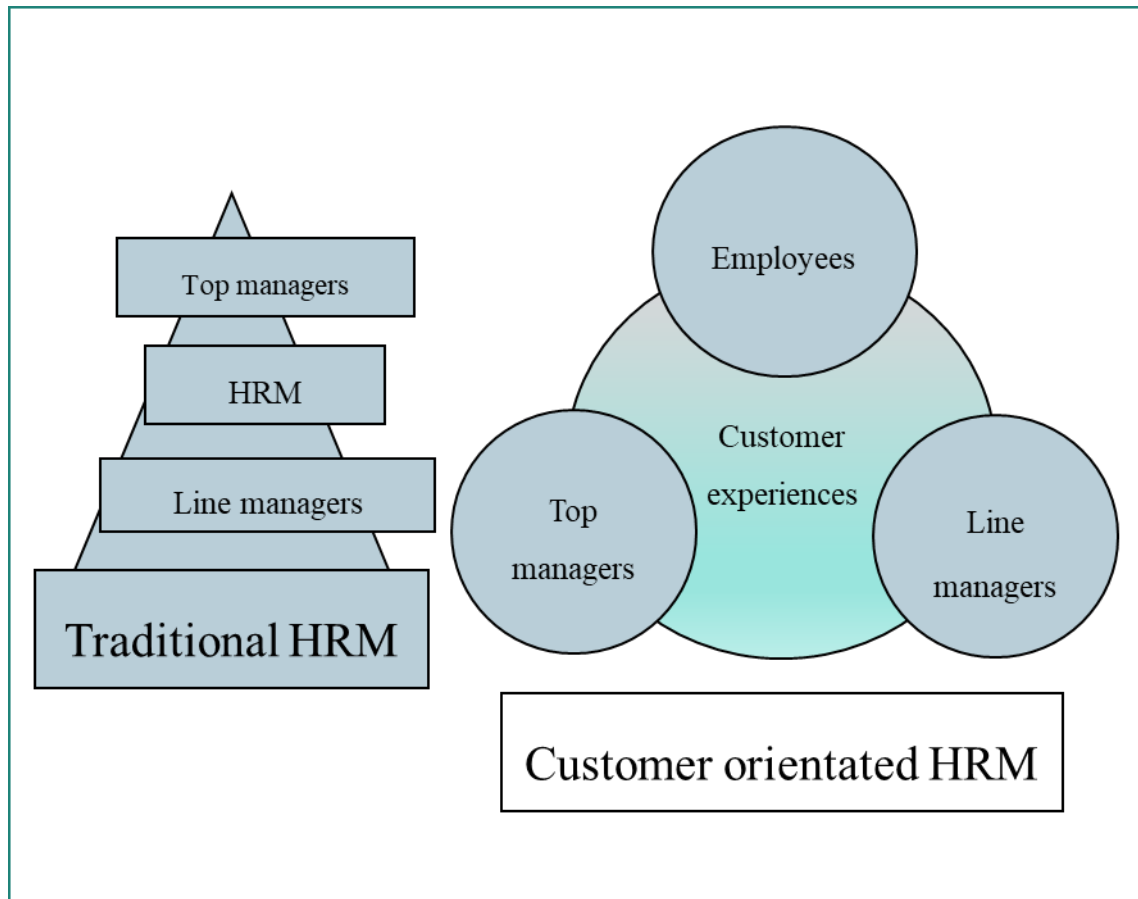 Top managers
HRM
Line managers
Traditional HRM
Employees
Customer
experiences
Top
managers
Line
managers
Customer orientated HRM